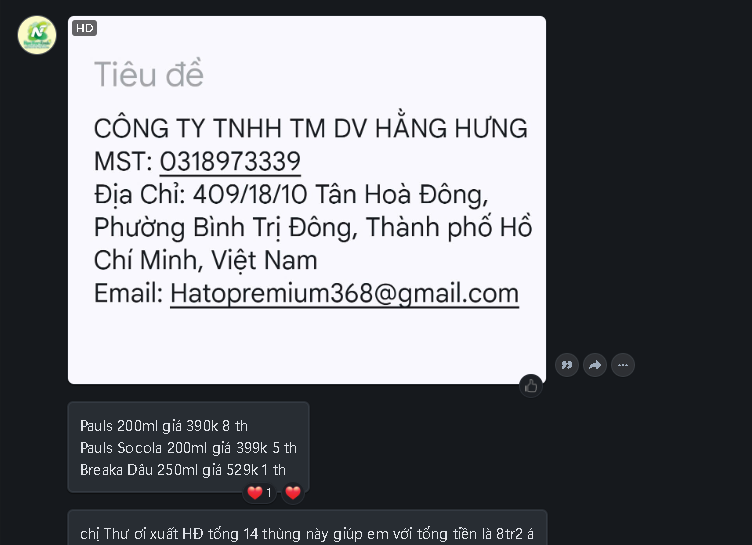 HD
Tiêu đề
CÔNG TY TNHH TM DV HẰNG HƯNG
MST: 0318973339
Địa Chỉ: 409/18/10 Tân Hoà Đông,
Phường Bình Trị Đông, Thành phố Hồ
Chí Minh, Việt Nam
Email: Hatopremium368@gmail.com
Pauls 200ml giá 390k 8 th
Pauls Socola 200ml giá 399k 5 th
Breaka Dâu 250ml giá 529k 1 th
1
chị Thư ơi xuất HĐ tổng 14 thùng này giúp em với tổng tiền là 8tr2 á